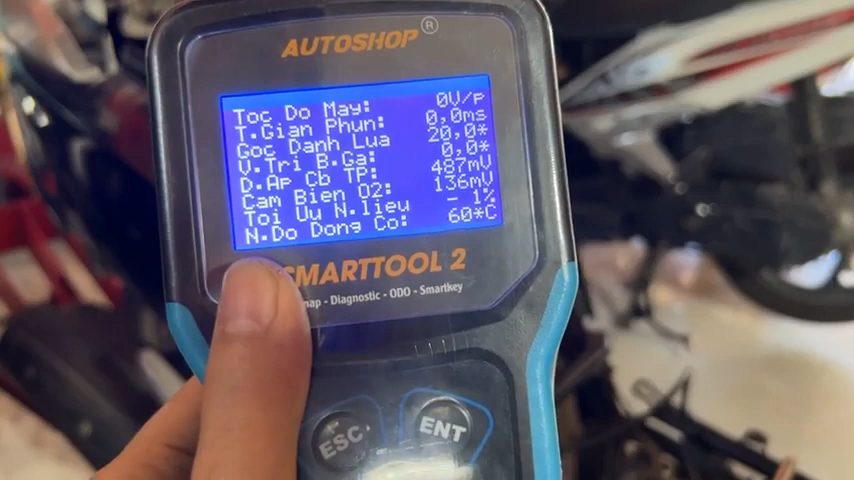 AUTOSHOP®
Toc Do May: 0V/p
T.Gian Phun: 0,0ms
Goc Danh Lua 20,0*
V.Tri B.Ga: 0,0*
D.Ap Cb TP: 487mV
Cam Bien O2: 136mV
Toi Uu N.lieu - 1%
N.Do Dong Co: 60*C
SMARTTOOL 2
- Diagnostic - ODO - Smartkey
ESC
ENT